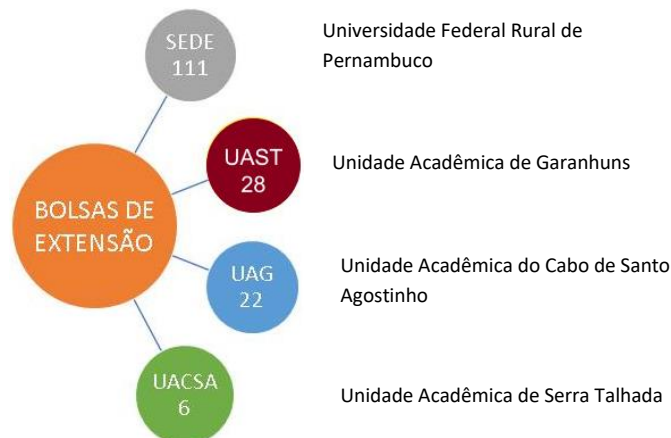 SEDE
111
Universidade Federal Rural de
Pernambuco
UAST
28
Unidade Acadêmica de Garanhuns
BOLSAS DE
EXTENSÃO
UAG
22
Unidade Acadêmica do Cabo de Santo
Agostinho
UACSA
6
Unidade Acadêmica de Serra Talhada